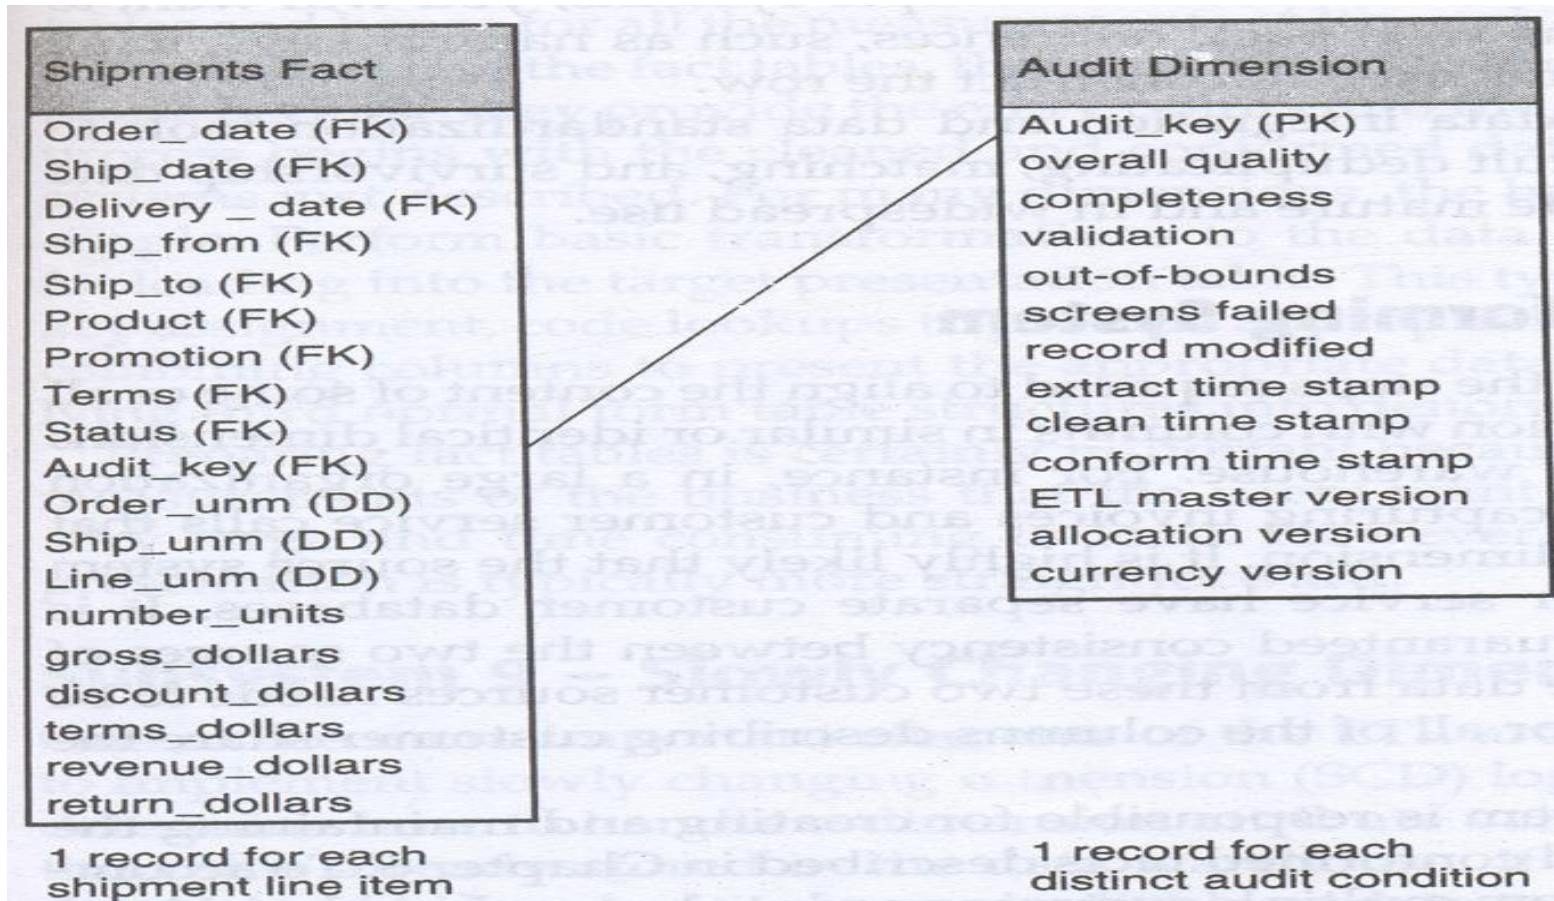 Shipments Fact
Order_ date (FK)
Ship_date (FK)
Delivery _ date (FK)
Ship_from (FK)
Ship_to (FK)
Product (FK)
Promotion (FK)
Terms (FK)
Status (FK)
Audit_key (FK)
Order_unm (DD)
Ship_unm (DD)
Line_unm (DD)
number_units
gross_dollars
discount_dollars
terms_dollars
revenue_dollars
return_dollars
1 record for each
shipment line item
Audit Dimension
Audit_key (PK)
overall quality
completeness
validation
out-of-bounds
screens failed
record modified
extract time stamp
clean time stamp
conform time stamp
ETL master version
allocation version
currency version
1 record for each
distinct audit condition